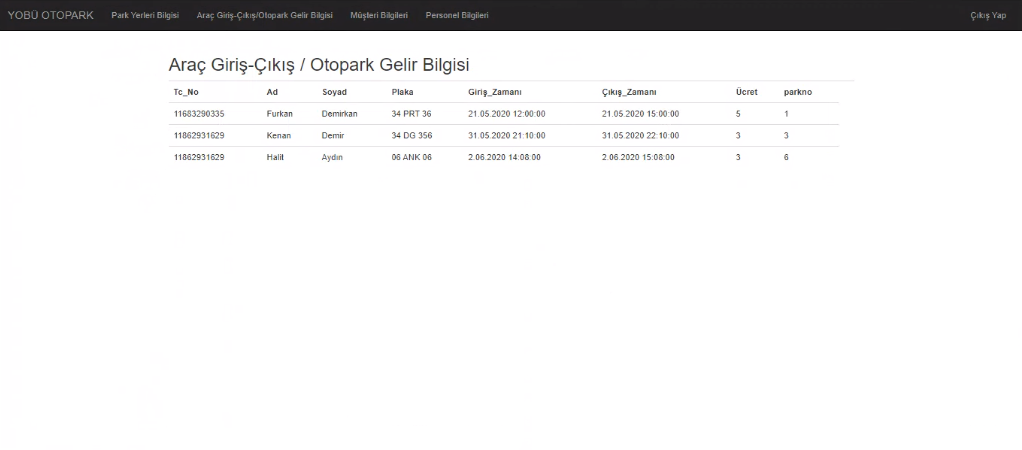 YOBÜ OTOPARK Park Yerleri Bilgisi Araç Giriş-Çıkış/Otopark Gelir Bilgisi Müşteri Bilgileri Personel Bilgileri Çıkış Yap
Araç Giriş-Çıkış / Otopark Gelir Bilgisi
Tc_No Ad Soyad Plaka Giriş_Zamanı Çıkış_Zamanı Ücret parkno
11683290335 Furkan Demirkan 34 PRT 36 21.05.2020 12:00:00 21.05.2020 15:00:00 5 1
11862931629 Kenan Demir 34 DG 356 31.05.2020 21:10:00 31.05.2020 22:10:00 3 3
11862931629 Halit Aydın 06 ANK 06 2.06.2020 14:08:00 2.06.2020 15:08:00 3 6